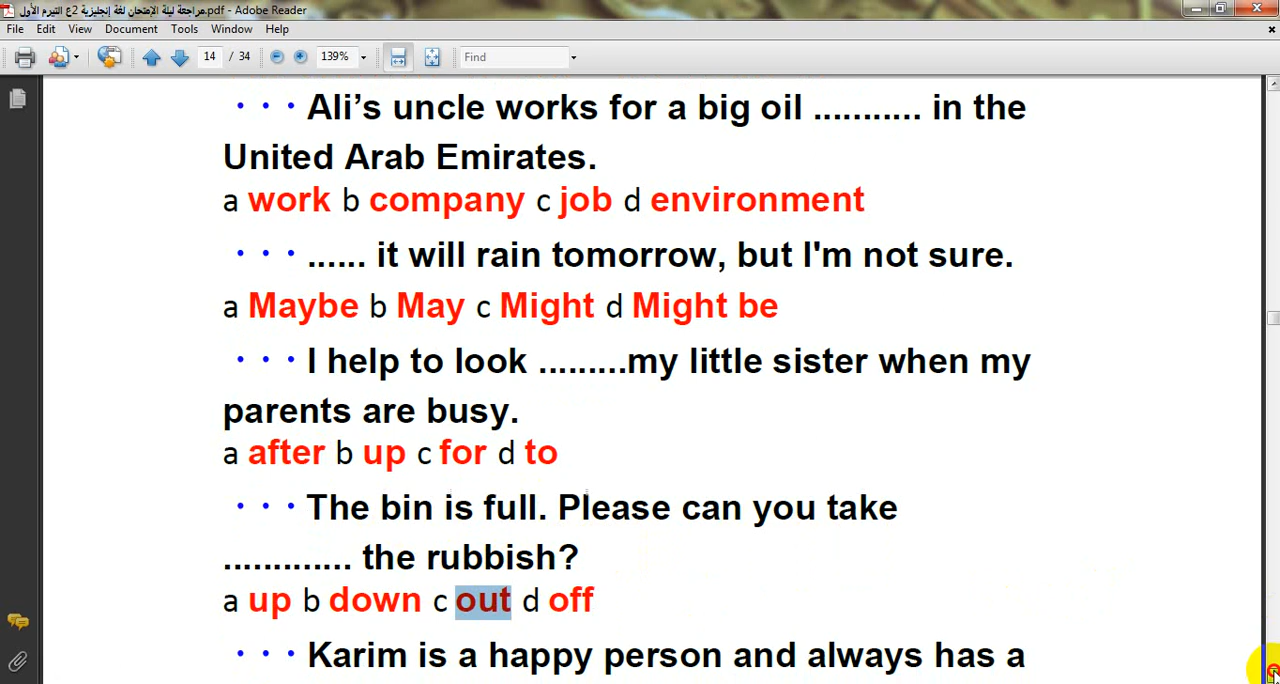 مراجعة ليلة الإمتحان لغة إنجليزية 2ع التيرم الأول.pdf - Adobe Reader
File Edit View Document Tools Window Help
14 / 34 139% Find
• • • Ali’s uncle works for a big oil ........... in the
United Arab Emirates.
a work b company c job d environment
• • • ...... it will rain tomorrow, but I'm not sure.
a Maybe b May c Might d Might be
• • • I help to look .........my little sister when my
parents are busy.
a after b up c for d to
• • • The bin is full. Please can you take
............. the rubbish?
a up b down c out d off
• • • Karim is a happy person and always has a